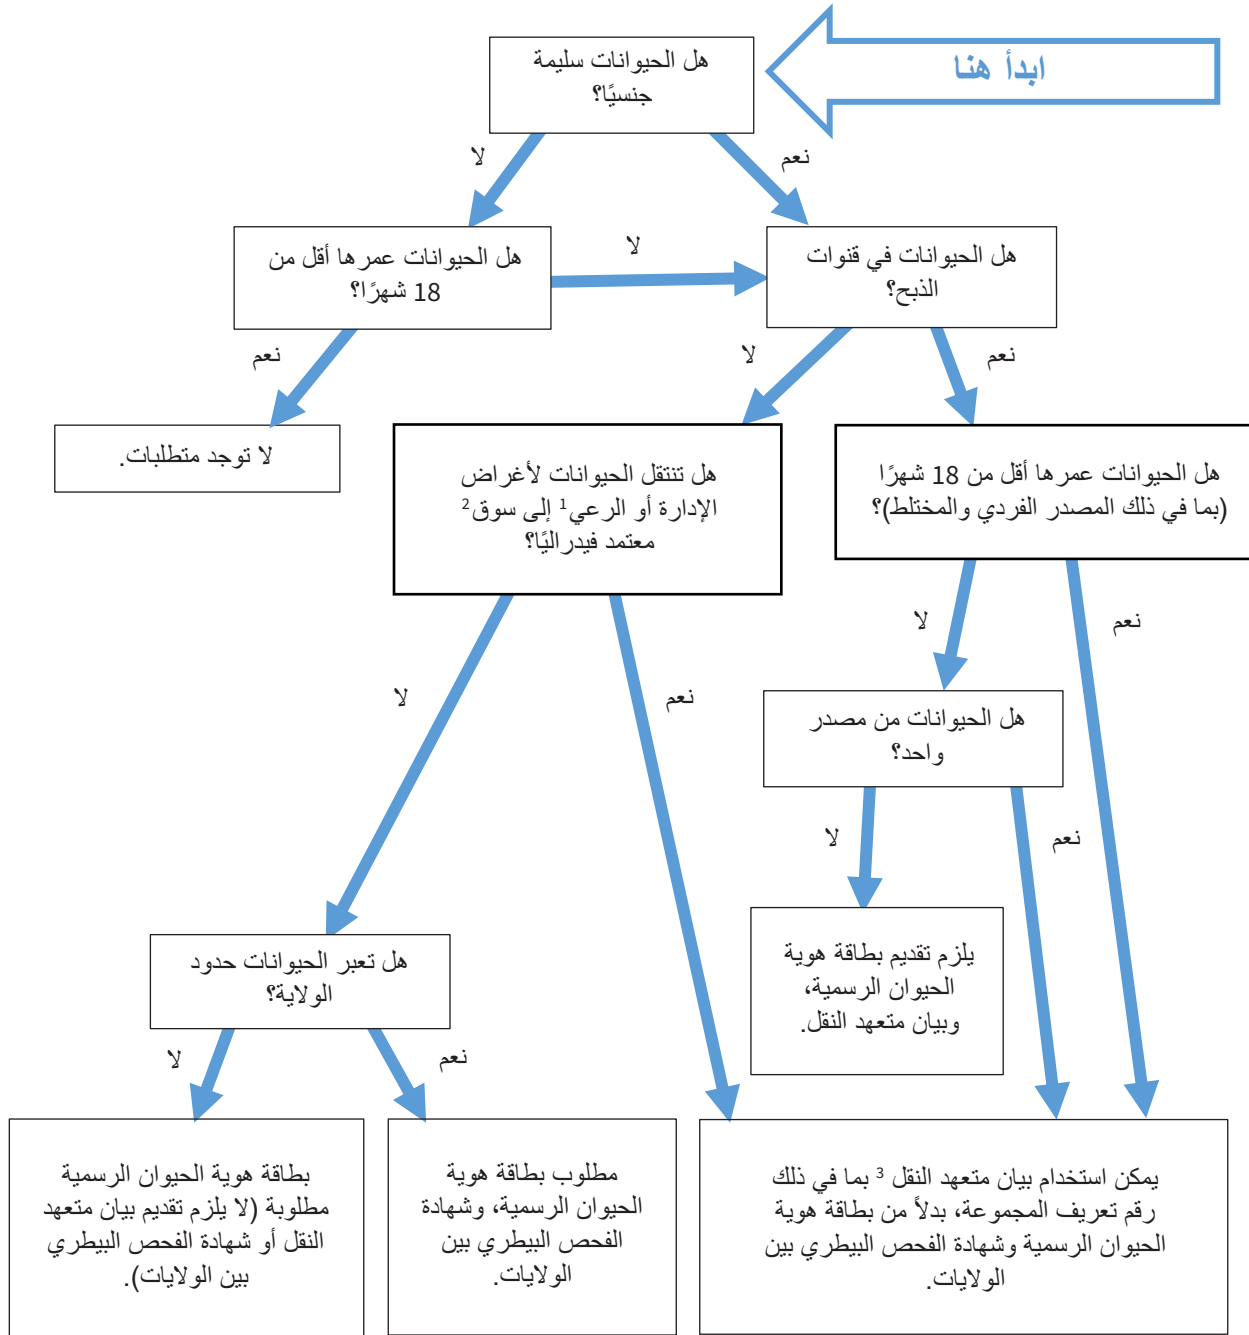 ابدأ هنا
هل الحيوانات سليمة
جنسيًا؟
لا
نعم
هل الحيوانات عمرها أقل من
18 شهرًا؟
لا
هل الحيوانات في قنوات
الذبح؟
نعم
لا
نعم
لا توجد متطلبات.
هل تنتقل الحيوانات لأغراض
الإدارة أو الرعي¹ إلى سوق²
معتمد فيدراليًا؟
هل الحيوانات عمرها أقل من 18 شهرًا
(بما في ذلك المصدر الفردي والمختلط)؟
لا
نعم
لا
نعم
هل الحيوانات من مصدر
واحد؟
لا
نعم
هل تعبر الحيوانات حدود
الولاية؟
يلزم تقديم بطاقة هوية
الحيوان الرسمية،
وبيان متعهد النقل.
لا
نعم
بطاقة هوية الحيوان الرسمية
مطلوبة (لا يلزم تقديم بيان متعهد
النقل أو شهادة الفحص البيطري
بين الولايات).
مطلوب بطاقة هوية
الحيوان الرسمية، وشهادة
الفحص البيطري بين
الولايات.
يمكن استخدام بيان متعهد النقل ³ بما في ذلك
رقم تعريف المجموعة، بدلاً من بطاقة هوية
الحيوان الرسمية وشهادة الفحص البيطري بين
الولايات.